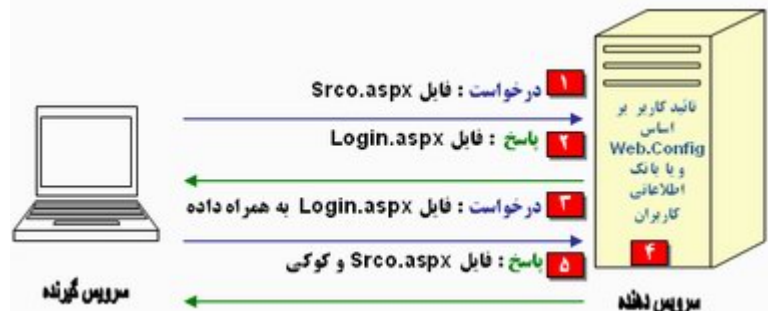 ۱ درخواست : فایل Srco.aspx
۲ پاسخ : فایل Login.aspx
۳ درخواست : فایل Login.aspx به همراه داده
تائید کاربر بر
اساس
Web.Config
و یا بانک
اطلاعاتی
کاربران
۴
۵ پاسخ : فایل Srco.aspx و کوکی
سرویس گیرنده
سرویس دهنده